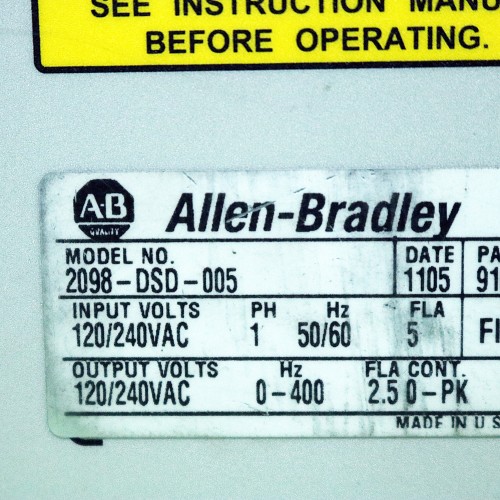 SEE INSTRUCTION MANU
BEFORE OPERATING.
A-B QUALITY Allen-Bradley
MODEL NO. DATE PA
2098-DSD-005 1105 91
INPUT VOLTS PH Hz FLA
120/240VAC 1 50/60 5 FI
OUTPUT VOLTS Hz FLA CONT.
120/240VAC 0-400 2.5 0-PK
MADE IN U S